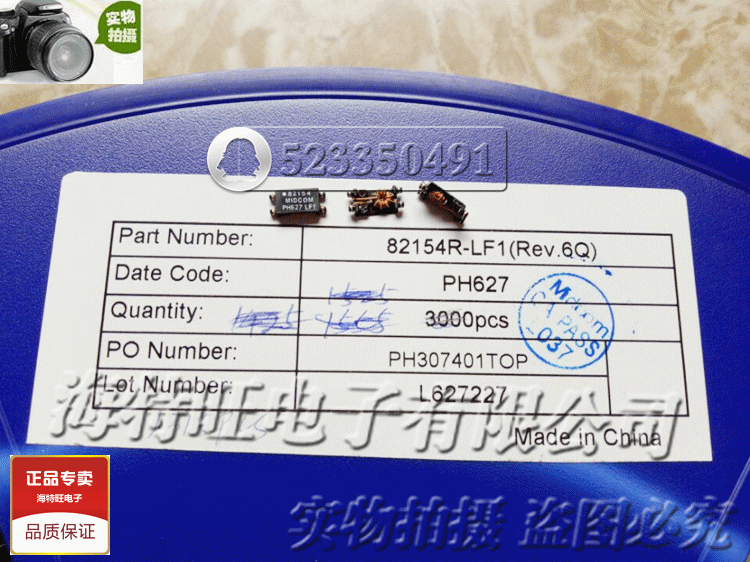 实物
拍摄
523350491
82154
MIDCOM
PH627 LF1
Part Number: 82154R-LF1(Rev.6Q)
Date Code: PH627
Quantity: 3000pcs
PO Number: PH307401TOP
Lot Number: L627227
Midcom
QA PASS
037
海特旺电子有限公司
Made in China
正品专卖
海特旺电子
品质保证
实物拍摄 盗图必究